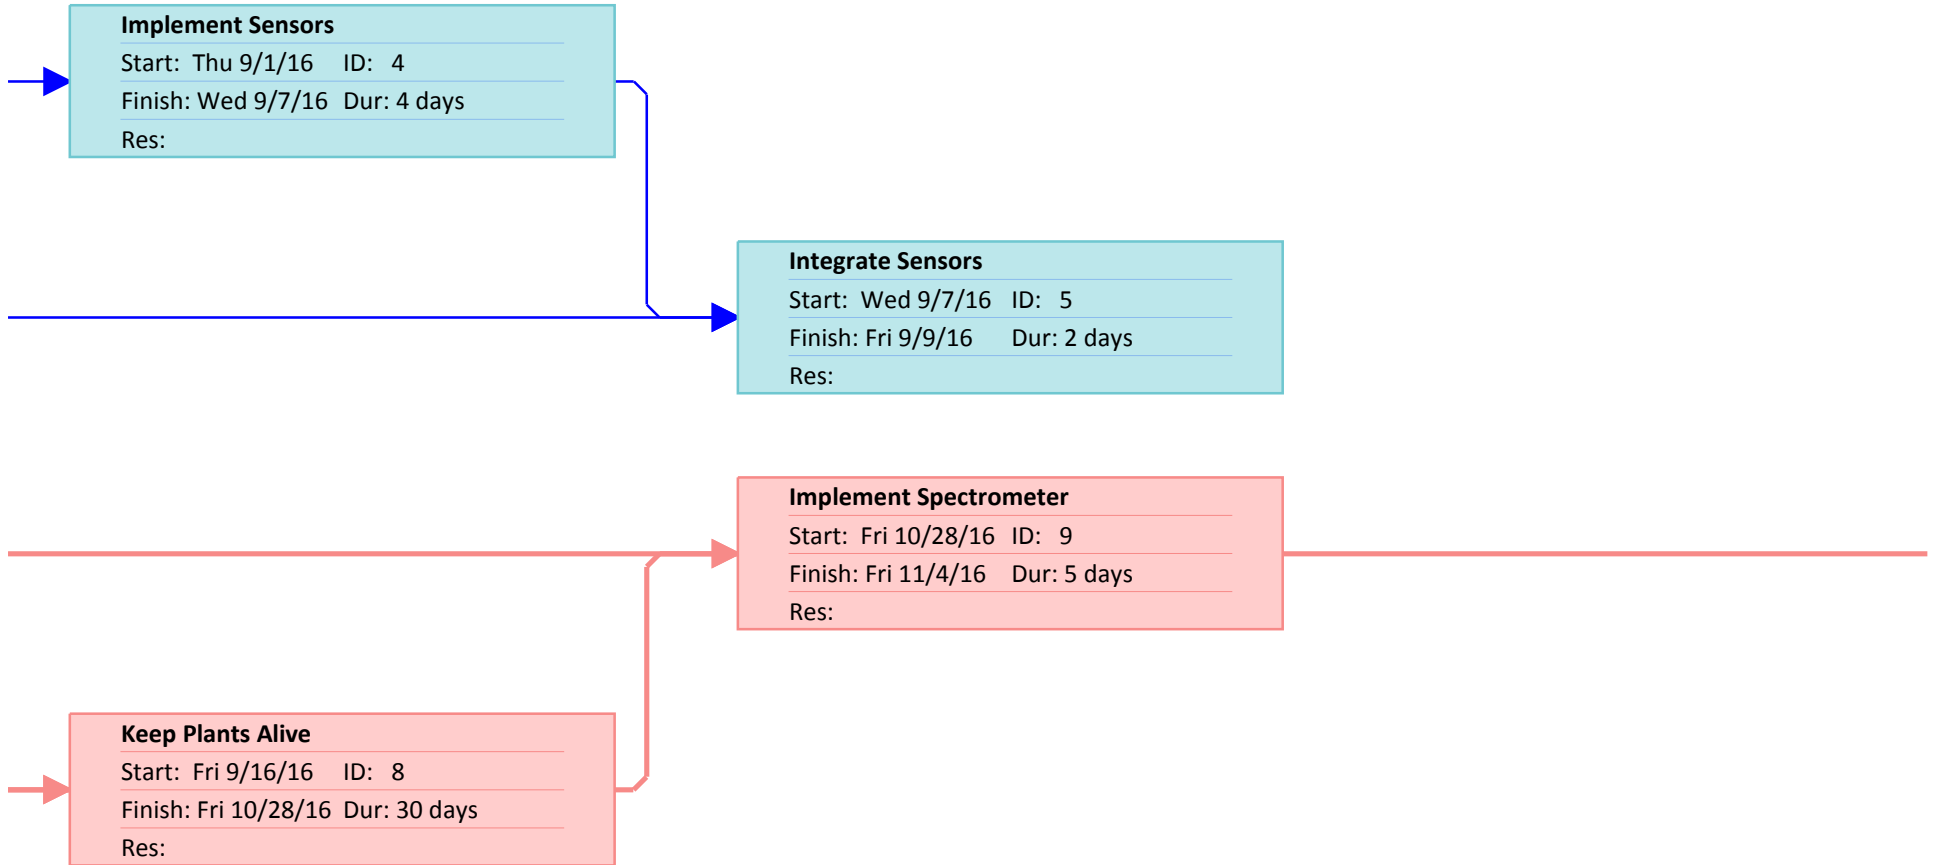 Implement Sensors
Start: Thu 9/1/16 ID: 4
Finish: Wed 9/7/16 Dur: 4 days
Res:
Integrate Sensors
Start: Wed 9/7/16 ID: 5
Finish: Fri 9/9/16 Dur: 2 days
Res:
Implement Spectrometer
Start: Fri 10/28/16 ID: 9
Finish: Fri 11/4/16 Dur: 5 days
Res:
Keep Plants Alive
Start: Fri 9/16/16 ID: 8
Finish: Fri 10/28/16 Dur: 30 days
Res: